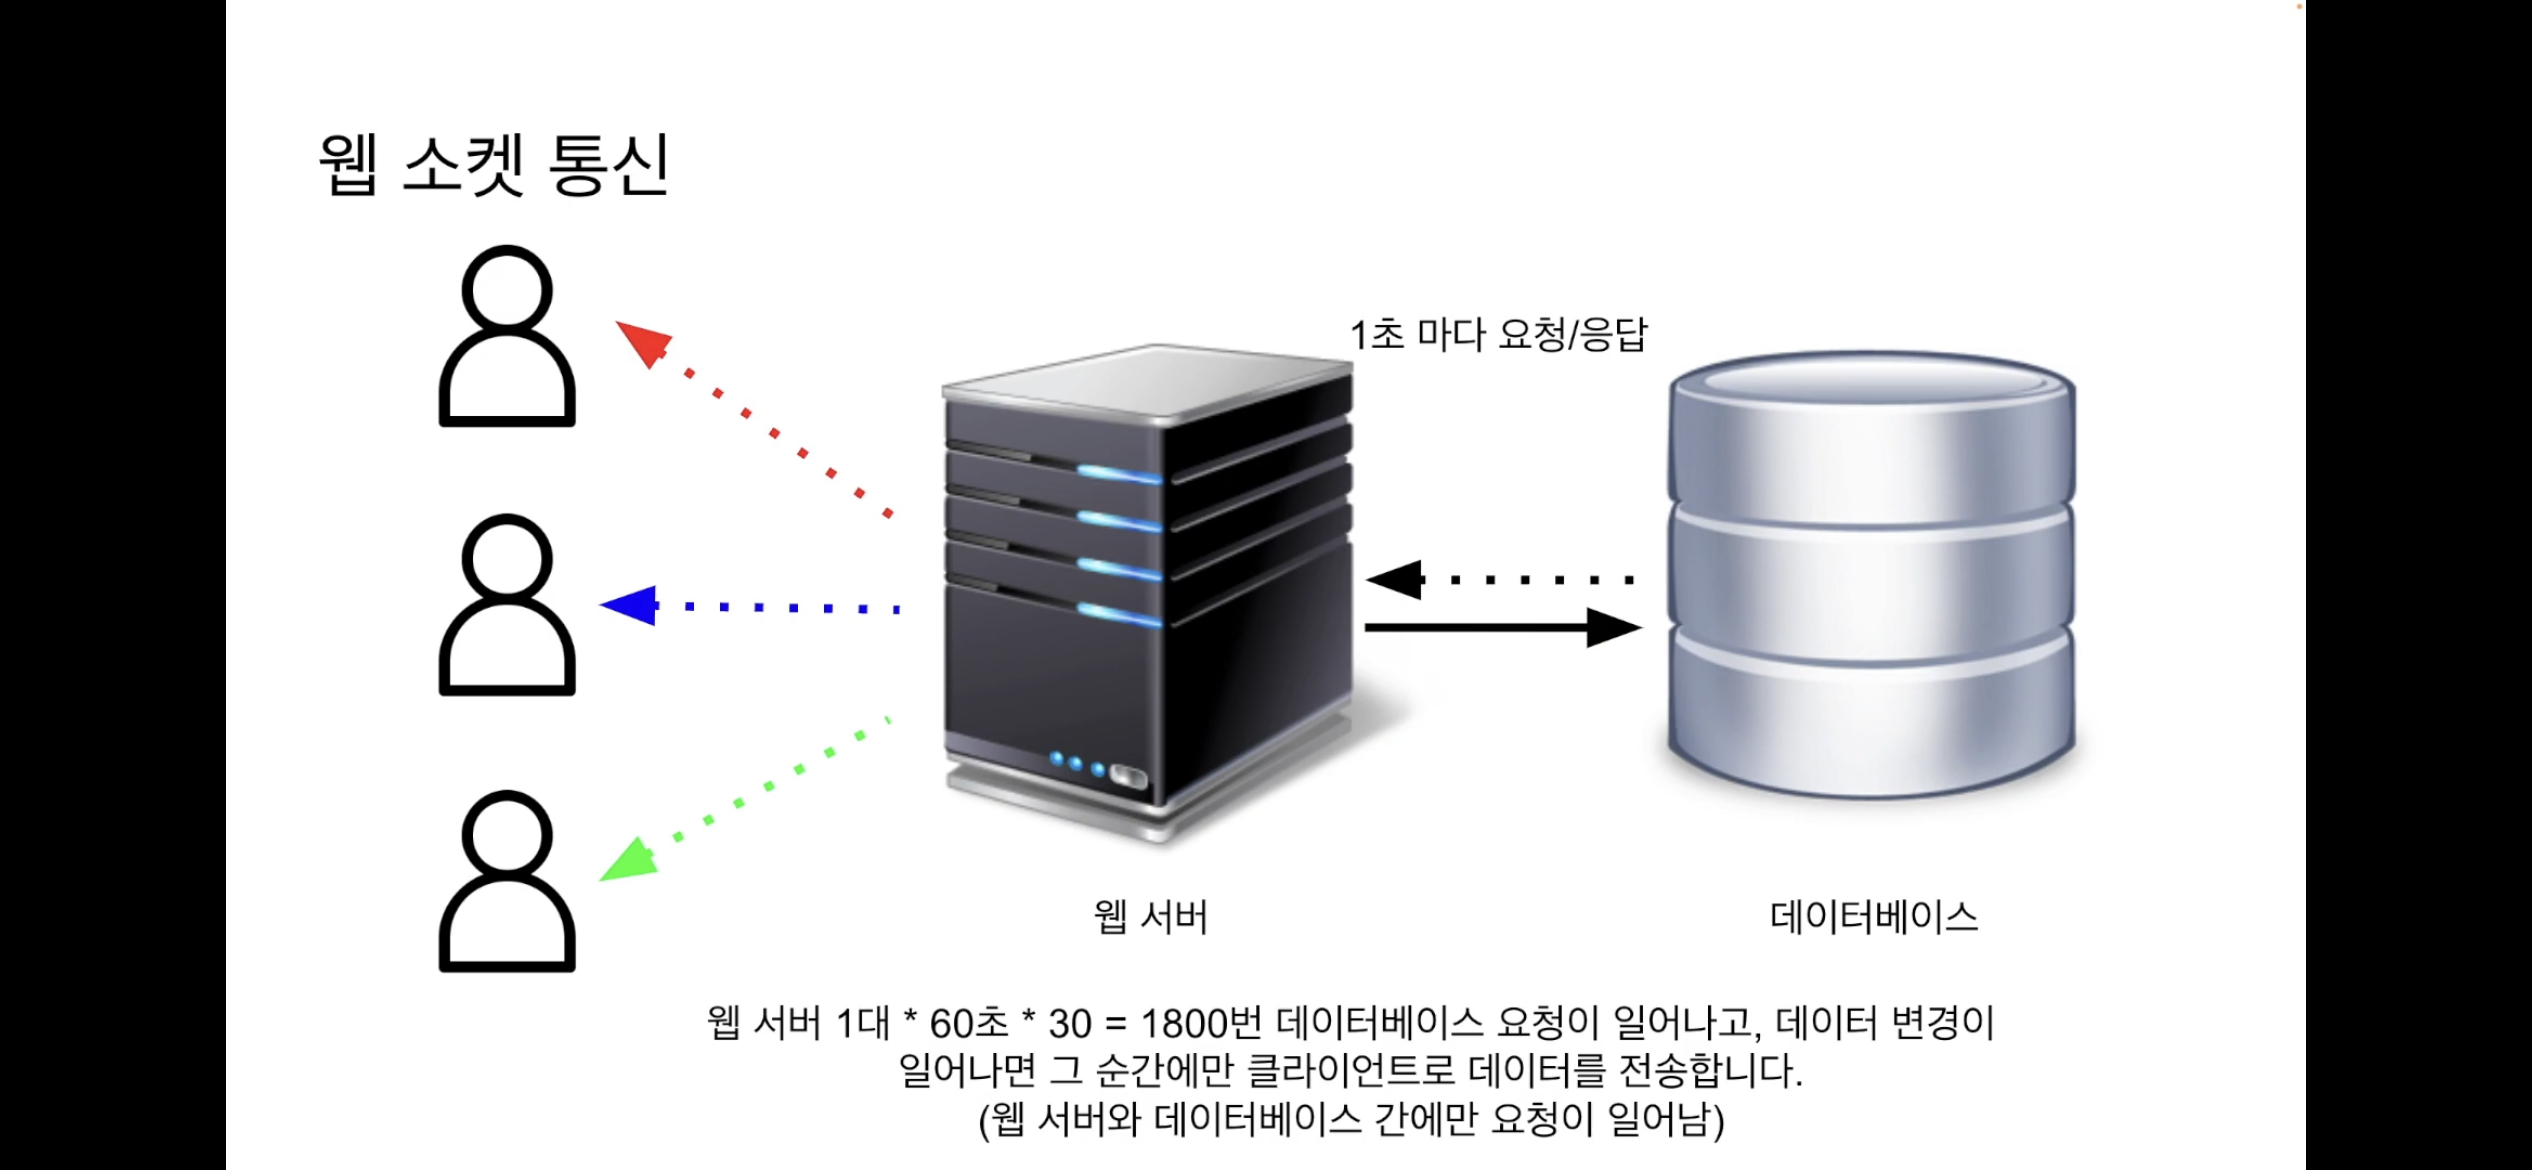 웹 소켓 통신
1초 마다 요청/응답
웹 서버
데이터베이스
웹 서버 1대 * 60초 * 30 = 1800번 데이터베이스 요청이 일어나고, 데이터 변경이
일어나면 그 순간에만 클라이언트로 데이터를 전송합니다.
(웹 서버와 데이터베이스 간에만 요청이 일어남)